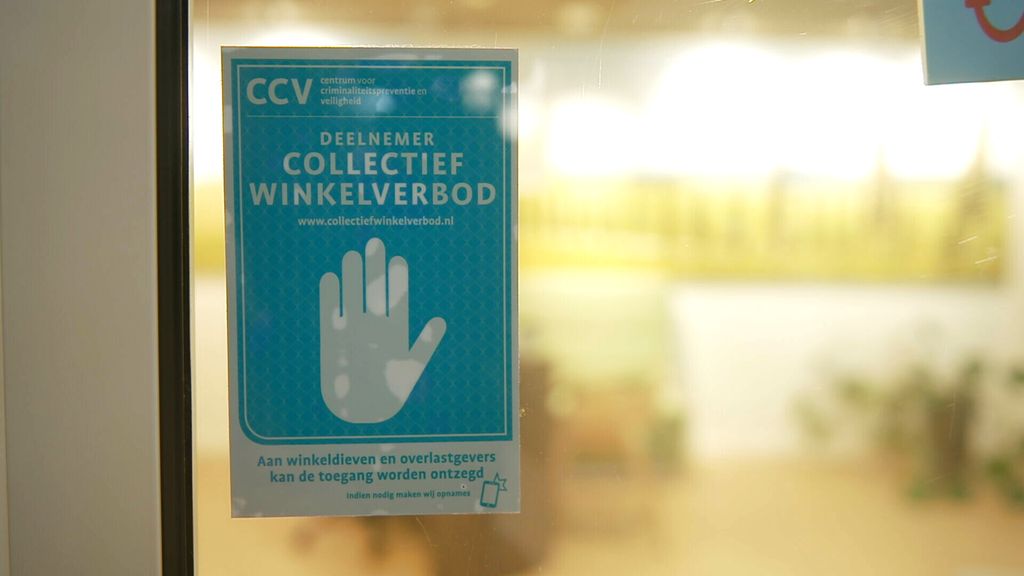 CCV
centrum voor
criminaliteitspreventie en
veiligheid
DEELNEMER
COLLECTIEF
WINKELVERBOD
www.collectiefwinkelverbod.nl
Aan winkeldieven en overlastgevers
kan de toegang worden ontzegd
Indien nodig maken wij opnames